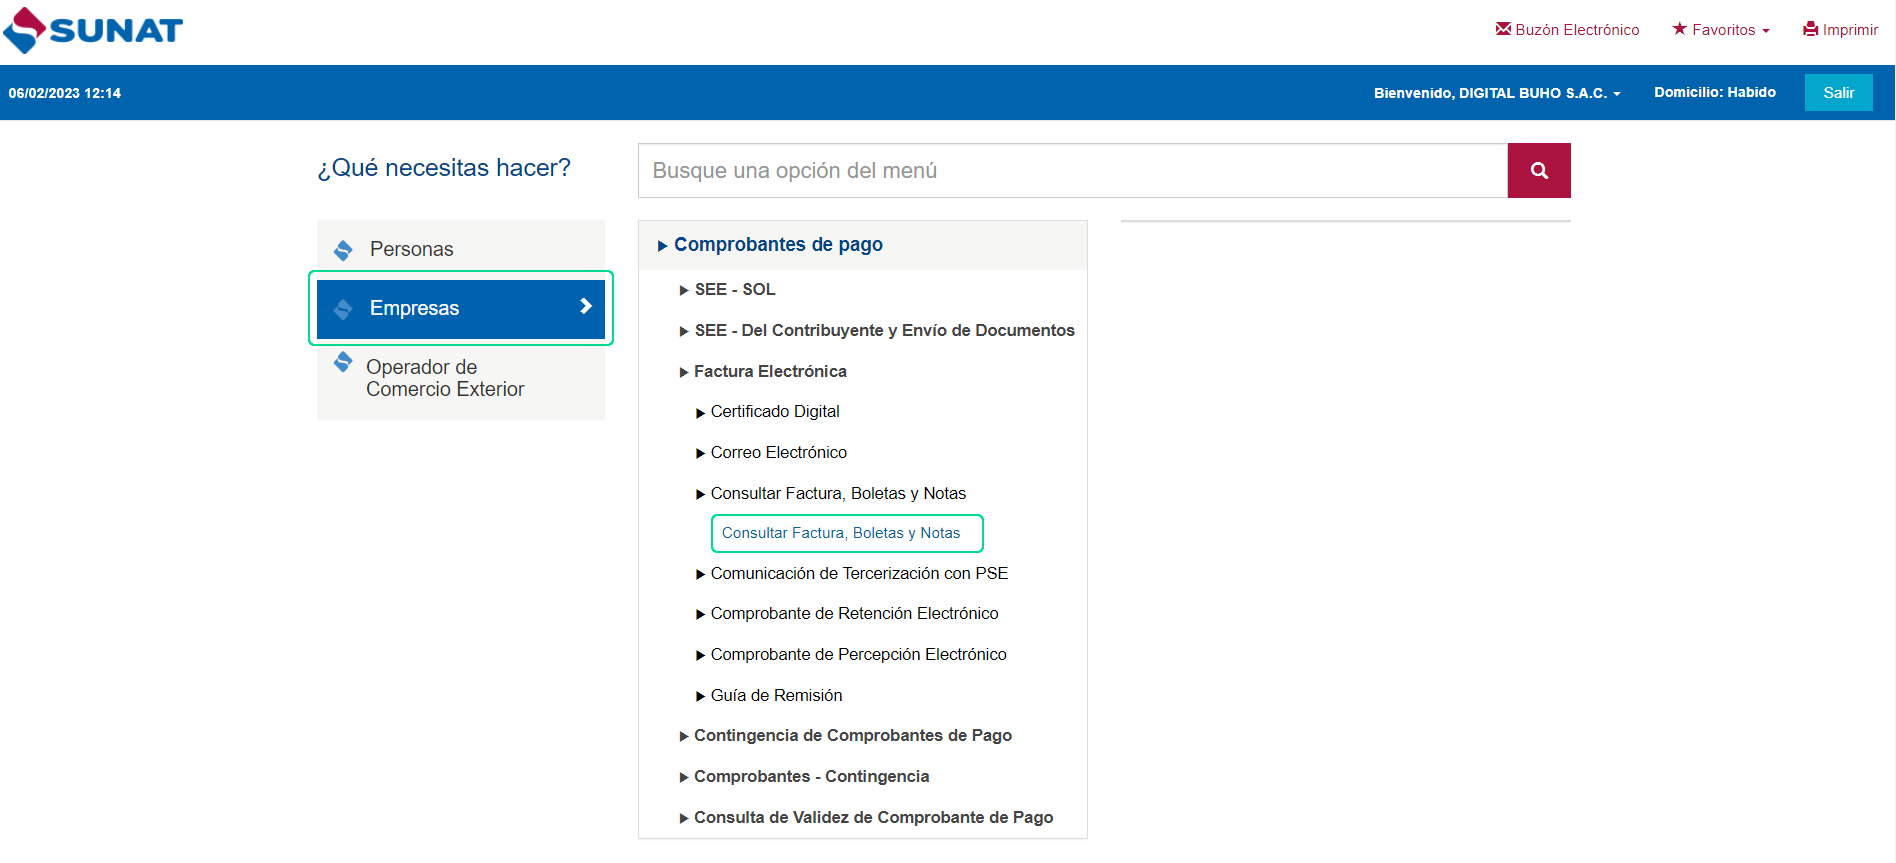 SUNAT
Buzón Electrónico
Favoritos
Imprimir
06/02/2023 12:14
Bienvenido, DIGITAL BUHO S.A.C.
Domicilio: Habido
Salir
¿Qué necesitas hacer?
Busque una opción del menú
Personas
Empresas
Operador de
Comercio Exterior
Comprobantes de pago
SEE - SOL
SEE - Del Contribuyente y Envío de Documentos
Factura Electrónica
Certificado Digital
Correo Electrónico
Consultar Factura, Boletas y Notas
Consultar Factura, Boletas y Notas
Comunicación de Tercerización con PSE
Comprobante de Retención Electrónico
Comprobante de Percepción Electrónico
Guía de Remisión
Contingencia de Comprobantes de Pago
Comprobantes - Contingencia
Consulta de Validez de Comprobante de Pago